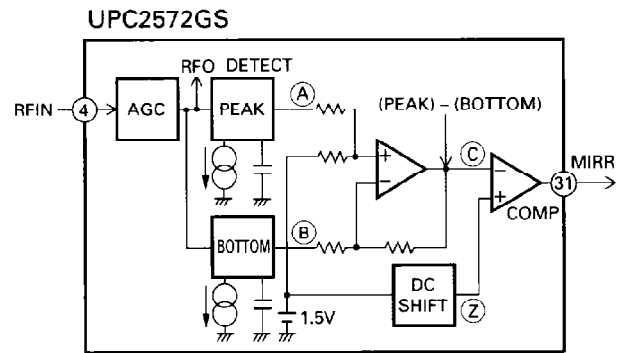 UPC2572GS
RFO DETECT
RFIN
4
AGC
PEAK
A
(PEAK) – (BOTTOM)
+
−
C
−
+
COMP
31
MIRR
BOTTOM
B
DC
SHIFT
Z
1.5V